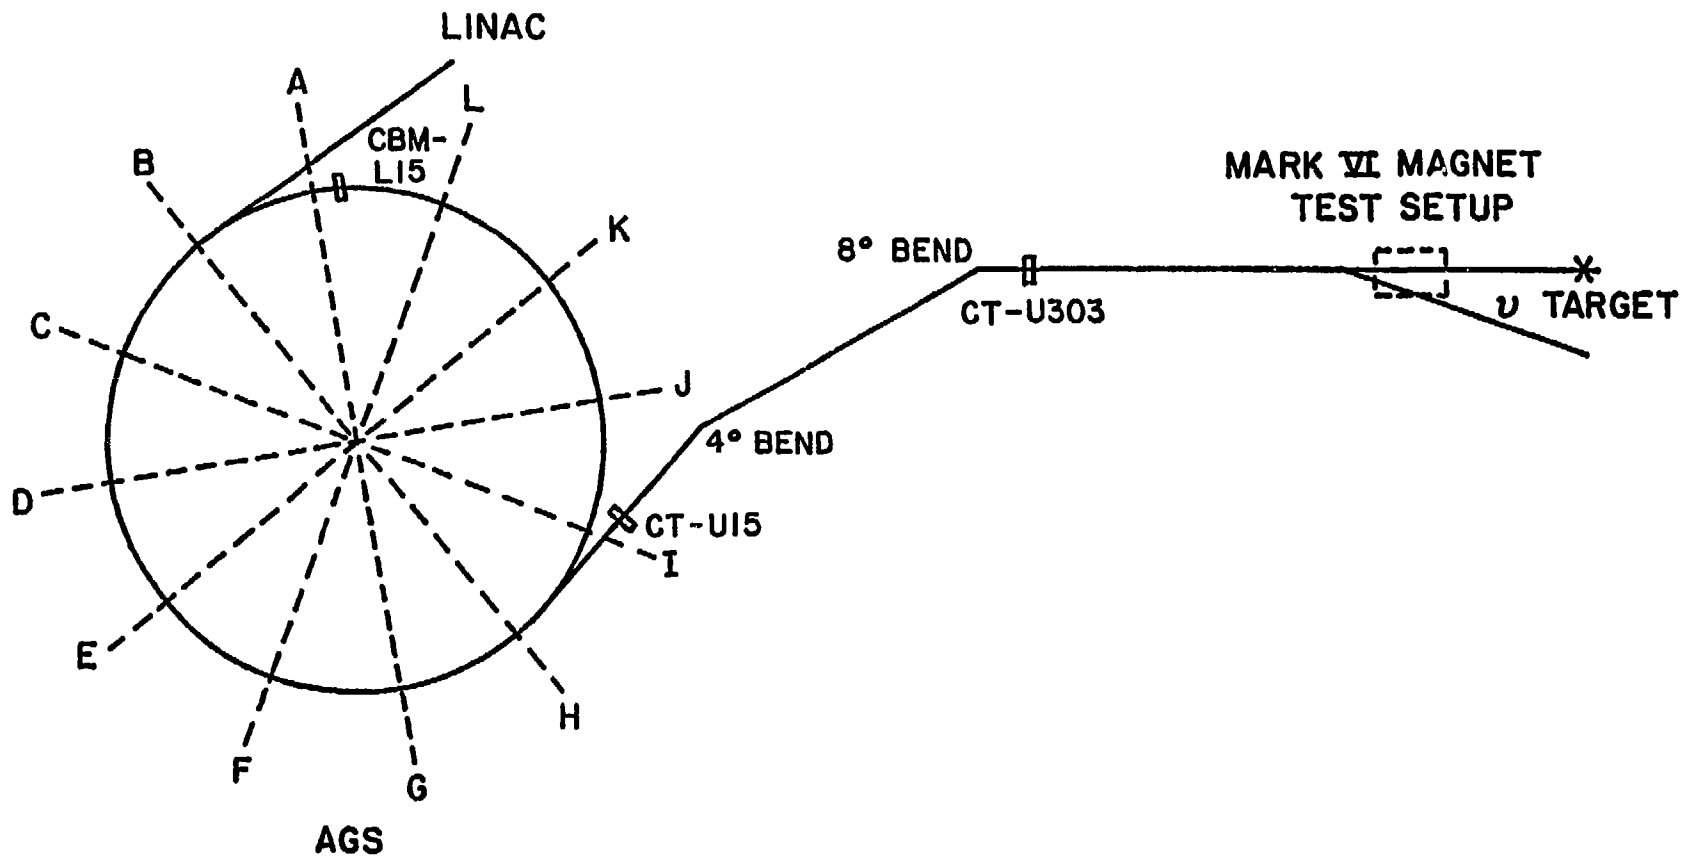 LINAC
A
L
CBM-
L15
B
K
MARK VI MAGNET
TEST SETUP
8° BEND
CT-U303
υ TARGET
C
J
4° BEND
D
CT-U15
I
E
H
F
G
AGS